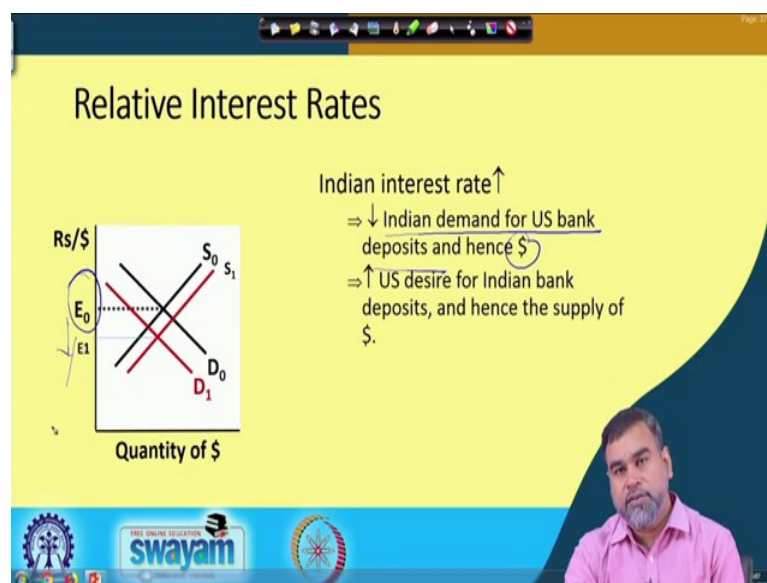 Page: 37
Relative Interest Rates
Indian interest rate↑
⇒ ↓ Indian demand for US bank
deposits and hence $
⇒ ↑ US desire for Indian bank
deposits, and hence the supply of
$.
Rs/$
S0
S1
E0
E1
D0
D1
Quantity of $
FREE ONLINE EDUCATION
swayam